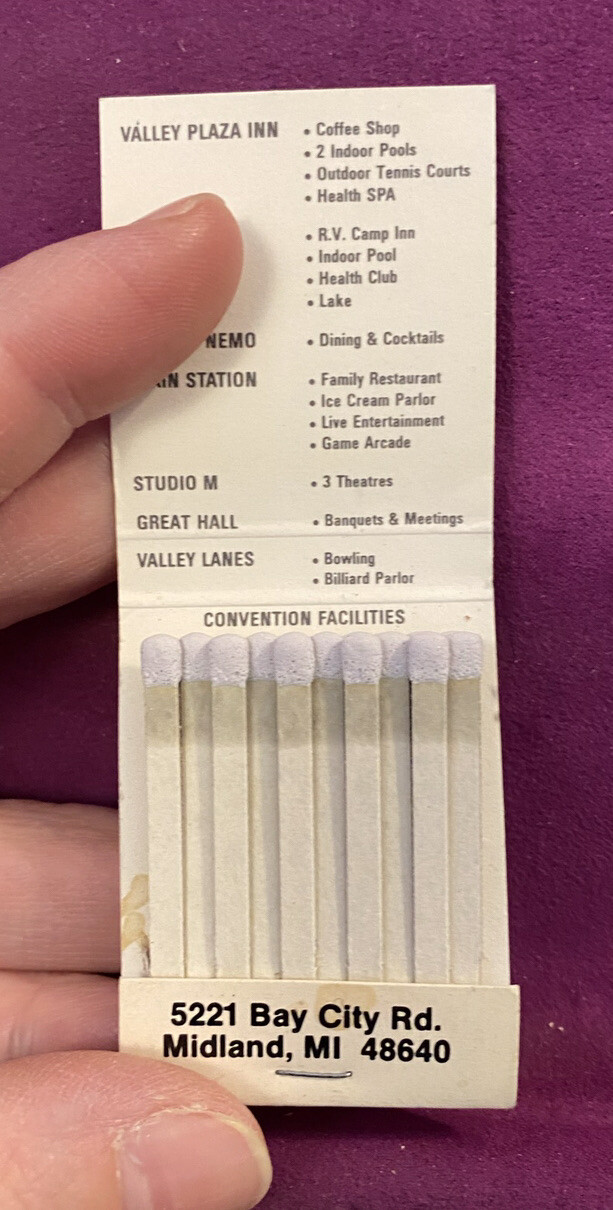 VALLEY PLAZA INN • Coffee Shop
• 2 Indoor Pools
• Outdoor Tennis Courts
• Health SPA
• R.V. Camp Inn
• Indoor Pool
• Health Club
• Lake
NEMO • Dining & Cocktails
STATION • Family Restaurant
• Ice Cream Parlor
• Live Entertainment
• Game Arcade
STUDIO M • 3 Theatres
GREAT HALL • Banquets & Meetings
VALLEY LANES • Bowling
• Billiard Parlor
CONVENTION FACILITIES
5221 Bay City Rd.
Midland, MI 48640